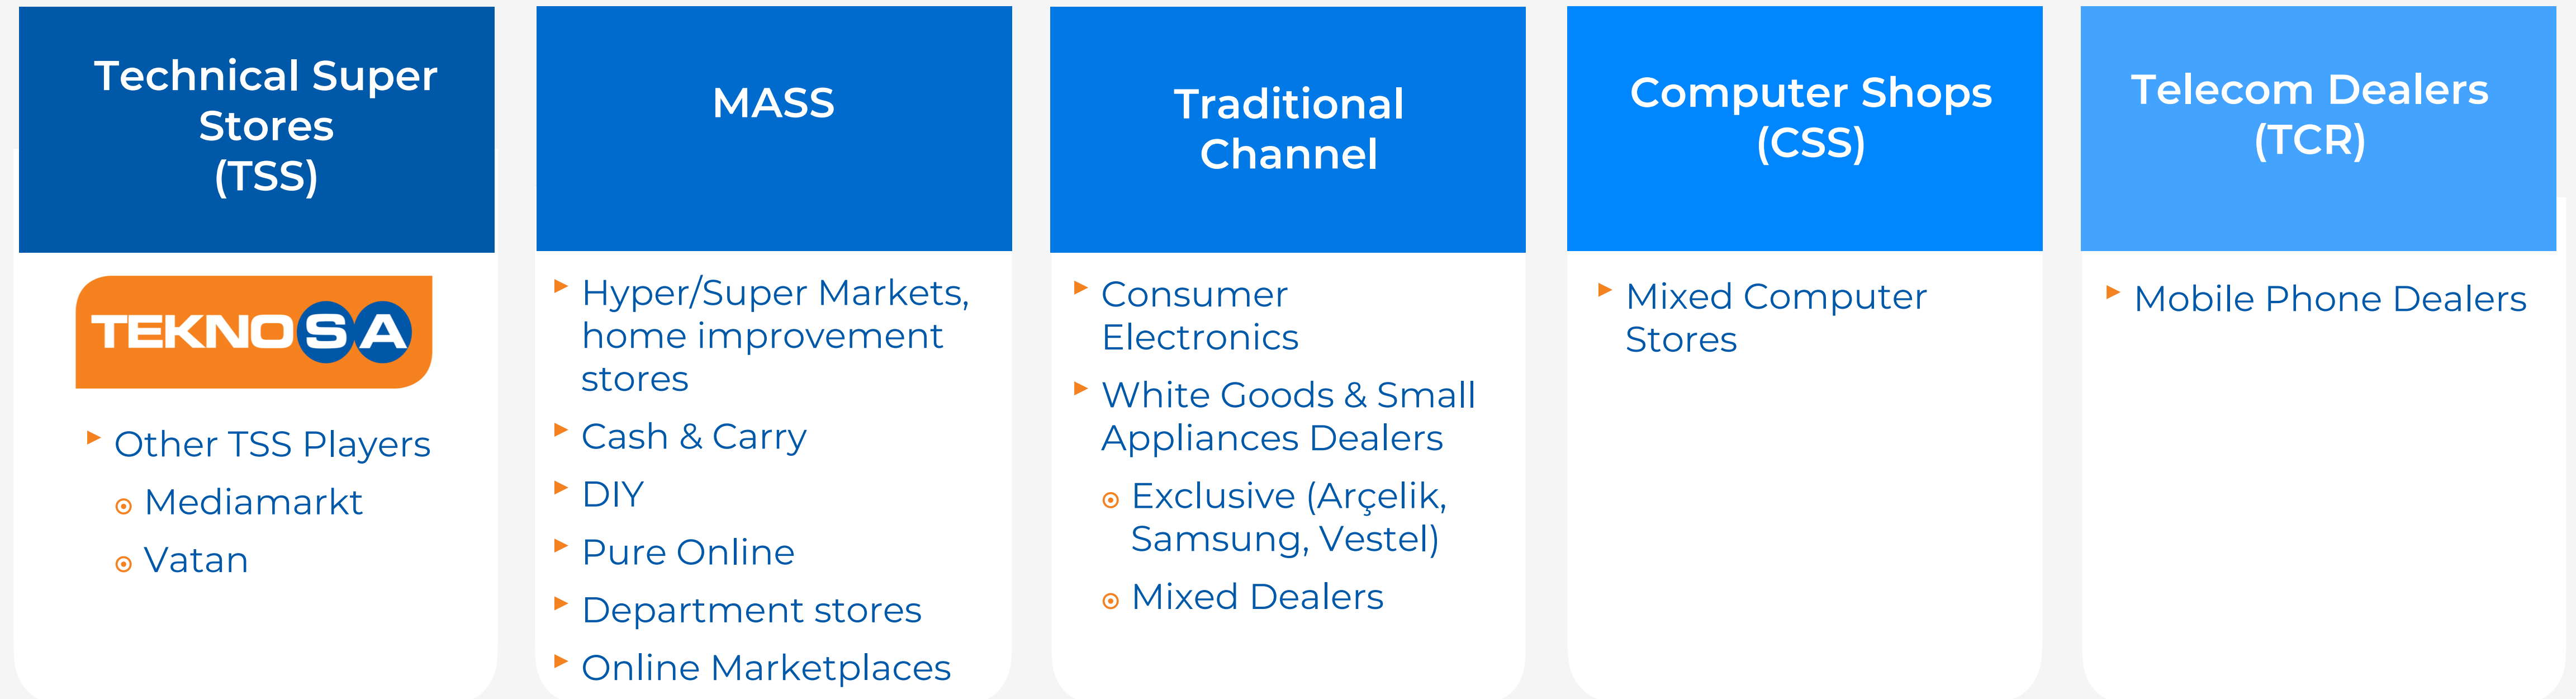 Technical Super
Stores
(TSS)
TEKNOSA
Other TSS Players
Mediamarkt
Vatan
MASS
Hyper/Super Markets,
home improvement
stores
Cash & Carry
DIY
Pure Online
Department stores
Online Marketplaces
Traditional
Channel
Consumer
Electronics
White Goods & Small
Appliances Dealers
Exclusive (Arçelik,
Samsung, Vestel)
Mixed Dealers
Computer Shops
(CSS)
Mixed Computer
Stores
Telecom Dealers
(TCR)
Mobile Phone Dealers